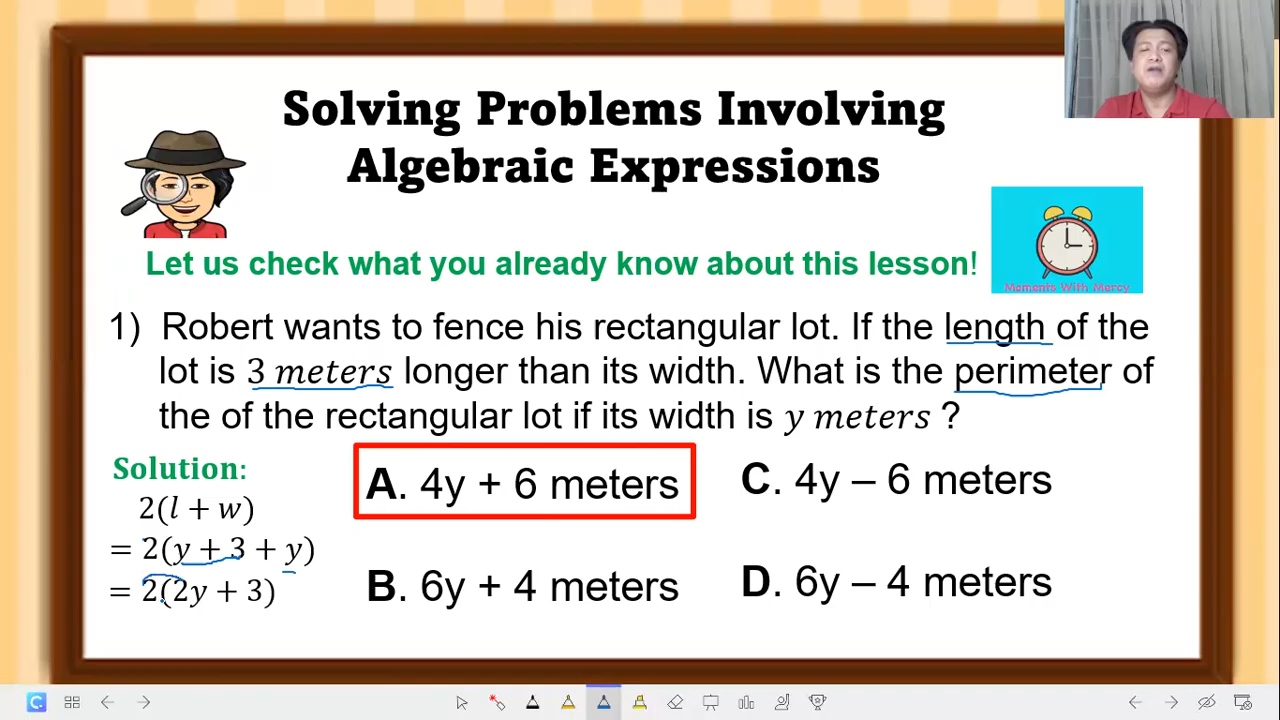 Solving Problems Involving
Algebraic Expressions
Let us check what you already know about this lesson!
Moments With Mercy
1) Robert wants to fence his rectangular lot. If the length of the
lot is 3 meters longer than its width. What is the perimeter of
the of the rectangular lot if its width is y meters ?
Solution:
2(l + w)
= 2(y + 3 + y)
= 2(2y + 3)
A. 4y + 6 meters
C. 4y – 6 meters
B. 6y + 4 meters
D. 6y – 4 meters